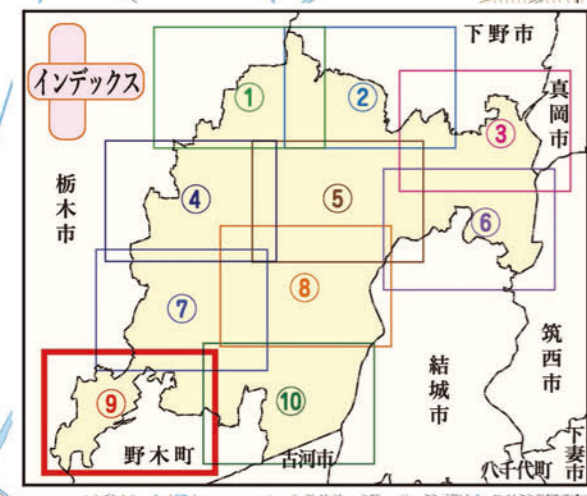 インデックス
下野市
真岡市
栃木市
①
②
③
④
⑤
⑥
⑦
⑧
⑨
⑩
結城市
筑西市
野木町
古河市
八千代町
下妻市